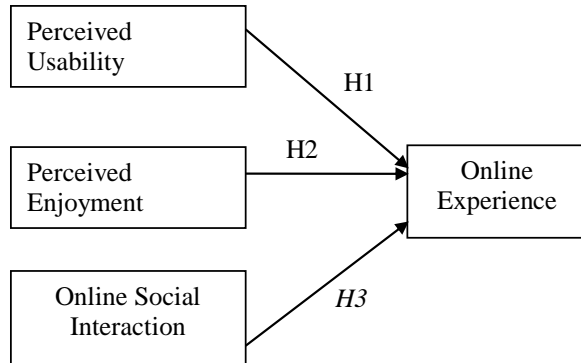 Perceived
Usability
H1
H2
Perceived
Enjoyment
Online
Experience
Online Social
Interaction
H3